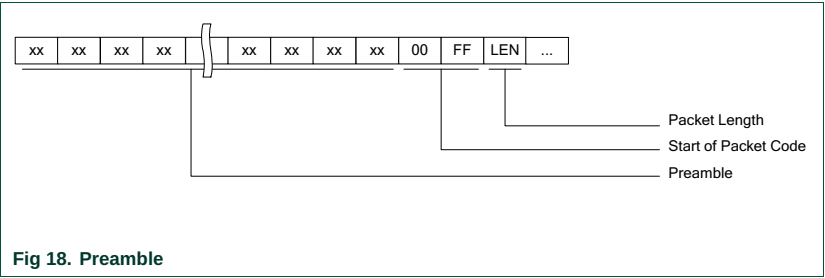 xx xx xx xx xx xx xx xx 00 FF LEN ...
Packet Length
Start of Packet Code
Preamble
Fig 18. Preamble